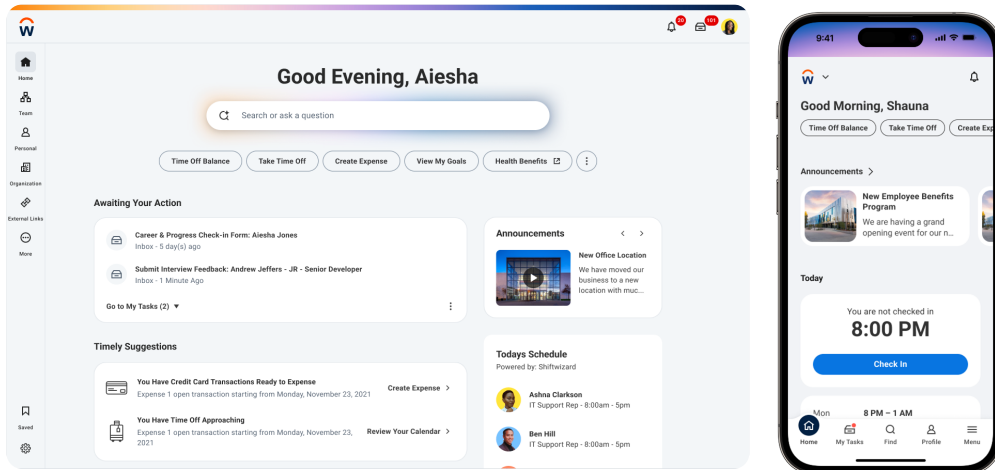 20
101
Home
Team
Personal
Organization
External Links
More
Saved
Good Evening, Aiesha
Search or ask a question
Time Off Balance
Take Time Off
Create Expense
View My Goals
Health Benefits
Awaiting Your Action
Career & Progress Check-in Form: Aiesha Jones
Inbox - 5 day(s) ago
Submit Interview Feedback: Andrew Jeffers - JR - Senior Developer
Inbox - 1 Minute Ago
Go to My Tasks (2)
Announcements
New Office Location
We have moved our
business to a new
location with muc...
Timely Suggestions
You Have Credit Card Transactions Ready to Expense
Expense 1 open transaction starting from Monday, November 23, 2021
Create Expense
You Have Time Off Approaching
Expense 1 open transaction starting from Monday, November 23,
2021
Review Your Calendar
Todays Schedule
Powered by: Shiftwizard
Ashna Clarkson
IT Support Rep - 8:00am - 5pm
Ben Hill
IT Support Rep - 8:00am - 5pm
9:41
Good Morning, Shauna
Time Off Balance
Take Time Off
Create Exp
Announcements
New Employee Benefits
Program
We are having a grand
opening event for our n...
Today
You are not checked in
8:00 PM
Check In
Mon
8 PM – 1 AM
Home
My Tasks
Find
Profile
Menu